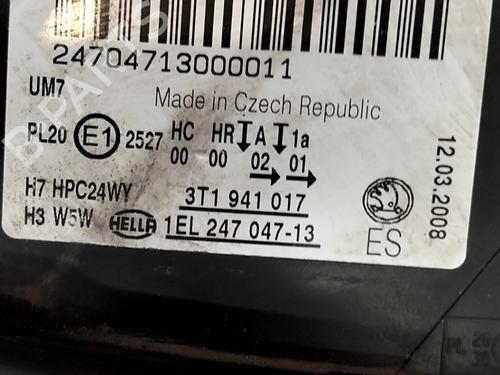 24704713000011
UM7
Made in Czech Republic
PL20 E1 2527 HC HR A 1a
00 00 02 01
H7 HPC24WY 3T1 941 017
H3 W5W HELLA 1EL 247 047-13
ES
12.03.2008
PL